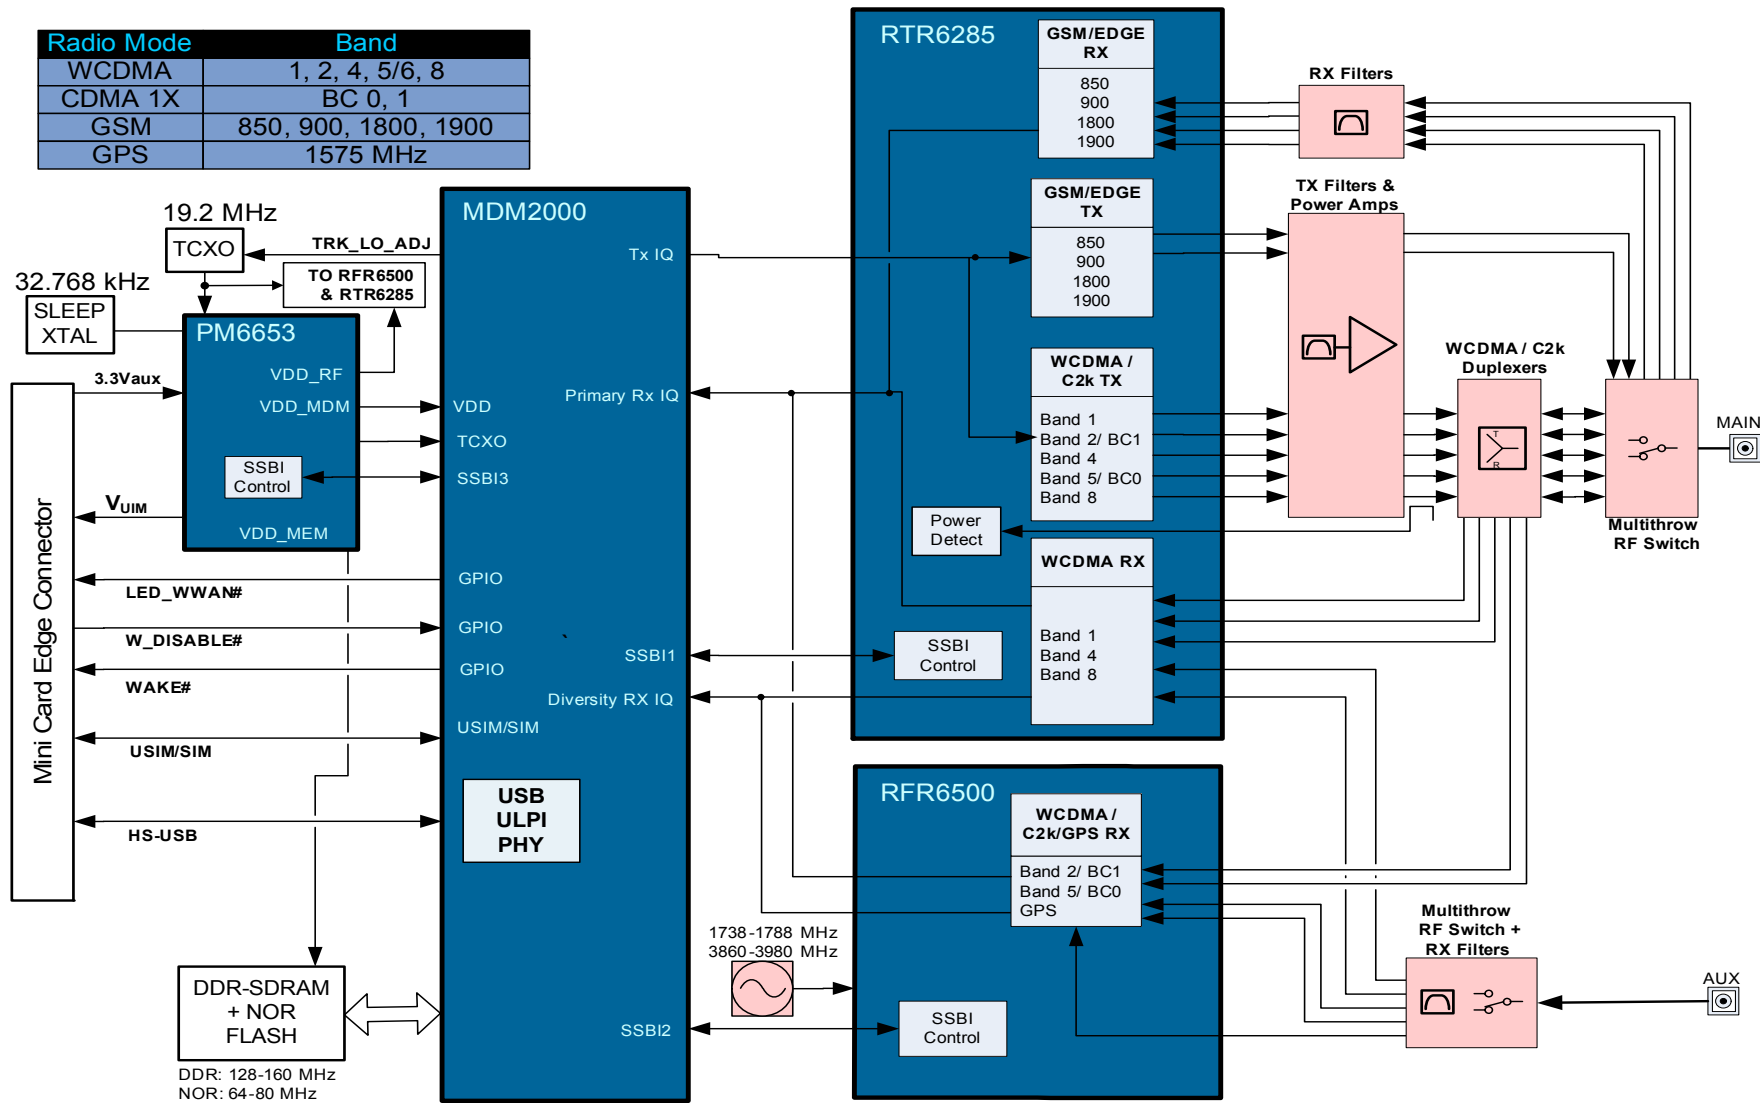 Radio Mode Band
WCDMA 1, 2, 4, 5/6, 8
CDMA 1X BC 0, 1
GSM 850, 900, 1800, 1900
GPS 1575 MHz
19.2 MHz
TCXO
TRK_LO_ADJ
TO RFR6500
& RTR6285
32.768 kHz
SLEEP
XTAL
PM6653
VDD_RF
VDD_MDM
SSBI
Control
VDD_MEM
3.3Vaux
VUIM
Mini Card Edge Connector
LED_WWAN#
W_DISABLE#
WAKE#
USIM/SIM
HS-USB
DDR-SDRAM
+ NOR
FLASH
DDR: 128-160 MHz
NOR: 64-80 MHz
MDM2000
Tx IQ
Primary Rx IQ
VDD
TCXO
SSBI3
GPIO
GPIO
GPIO
SSBI1
Diversity RX IQ
USIM/SIM
USB
ULPI
PHY
SSBI2
RTR6285
GSM/EDGE
RX
850
900
1800
1900
GSM/EDGE
TX
850
900
1800
1900
WCDMA /
C2k TX
Band 1
Band 2/ BC1
Band 4
Band 5/ BC0
Band 8
Power
Detect
WCDMA RX
Band 1
Band 4
Band 8
SSBI
Control
RFR6500
WCDMA /
C2k/GPS RX
Band 2/ BC1
Band 5/ BC0
GPS
SSBI
Control
1738-1788 MHz
3860-3980 MHz
RX Filters
TX Filters &
Power Amps
WCDMA / C2k
Duplexers
T
R
Multithrow
RF Switch
MAIN
Multithrow
RF Switch +
RX Filters
AUX